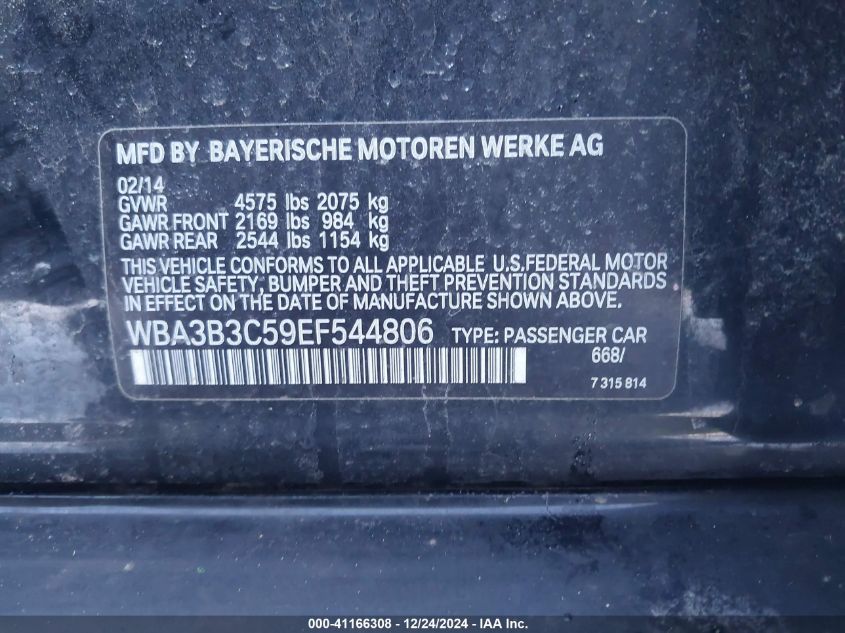 MFD BY BAYERISCHE MOTOREN WERKE AG
02/14
GVWR 4575 lbs 2075 kg
GAWR FRONT 2169 lbs 984 kg
GAWR REAR 2544 lbs 1154 kg
THIS VEHICLE CONFORMS TO ALL APPLICABLE U.S.FEDERAL MOTOR
VEHICLE SAFETY, BUMPER AND THEFT PREVENTION STANDARDS
IN EFFECT ON THE DATE OF MANUFACTURE SHOWN ABOVE.
WBA3B3C59EF544806 TYPE: PASSENGER CAR
668/
7 315 814
000-41166308 - 12/24/2024 - IAA Inc.